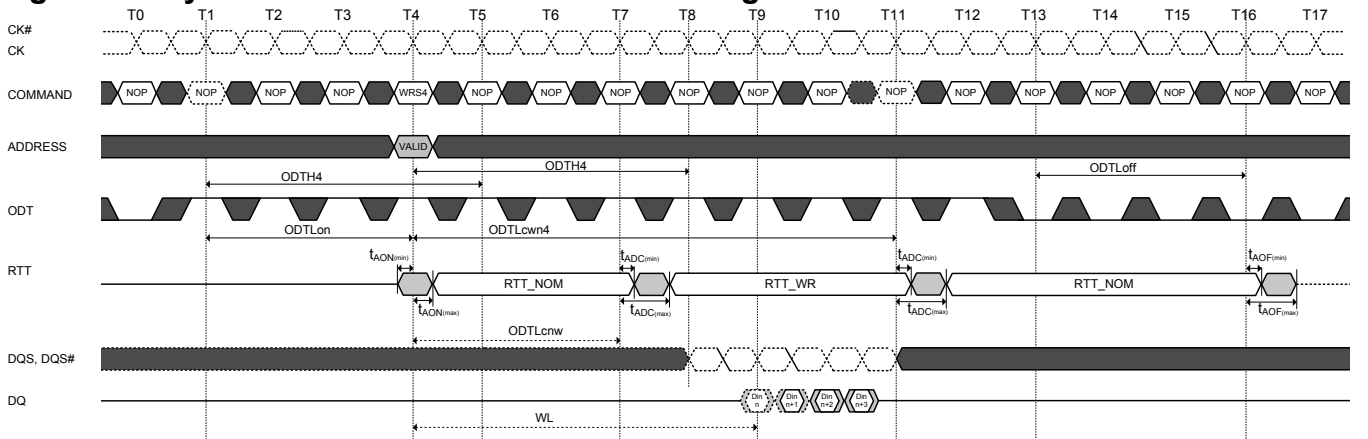 T0 T1 T2 T3 T4 T5 T6 T7 T8 T9 T10 T11 T12 T13 T14 T15 T16 T17
CK#
CK
COMMAND NOP NOP NOP NOP WRS4 NOP NOP NOP NOP NOP NOP NOP NOP NOP NOP NOP NOP NOP
ADDRESS VALID
ODTH4 ODTH4 ODTLoff
ODT
ODTLon ODTLcwn4
tAON(min) tADC(min) tADC(min) tAOF(min)
RTT RTT_NOM RTT_WR RTT_NOM
tAON(max) tADC(max) tADC(max) tAOF(max)
ODTLcnw
DQS, DQS#
DQ Din n Din n+1 Din n+2 Din n+3
WL